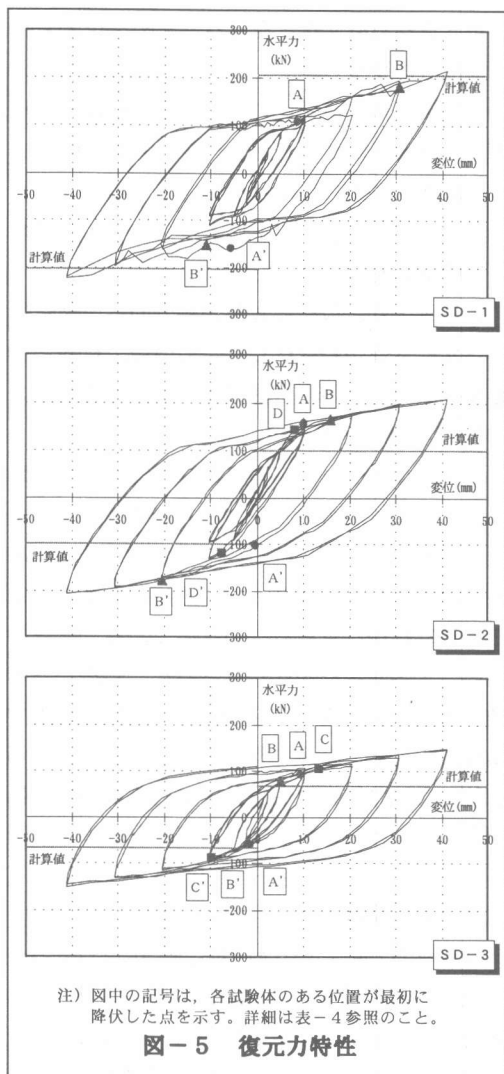 300
水平力
(kN)
B
200
A
計算値
100
変位(mm)
-50
-40
-30
-20
-10
0
10
20
30
40
50
-100
計算値
-200
B'
A'
300
SD-1
300
水平力
(kN)
D
A
B
200
計算値
100
変位(mm)
-50
-40
-30
-20
-10
0
10
20
30
40
50
-100
計算値
-200
B'
D'
A'
300
SD-2
300
水平力
(kN)
200
B
A
C
100
計算値
変位(mm)
-50
-40
-30
-20
-10
0
10
20
30
40
50
計算値
-100
C'
B'
A'
-200
300
SD-3
注)図中の記号は,各試験体のある位置が最初に
降伏した点を示す。詳細は表-4参照のこと。
図-5 復元力特性